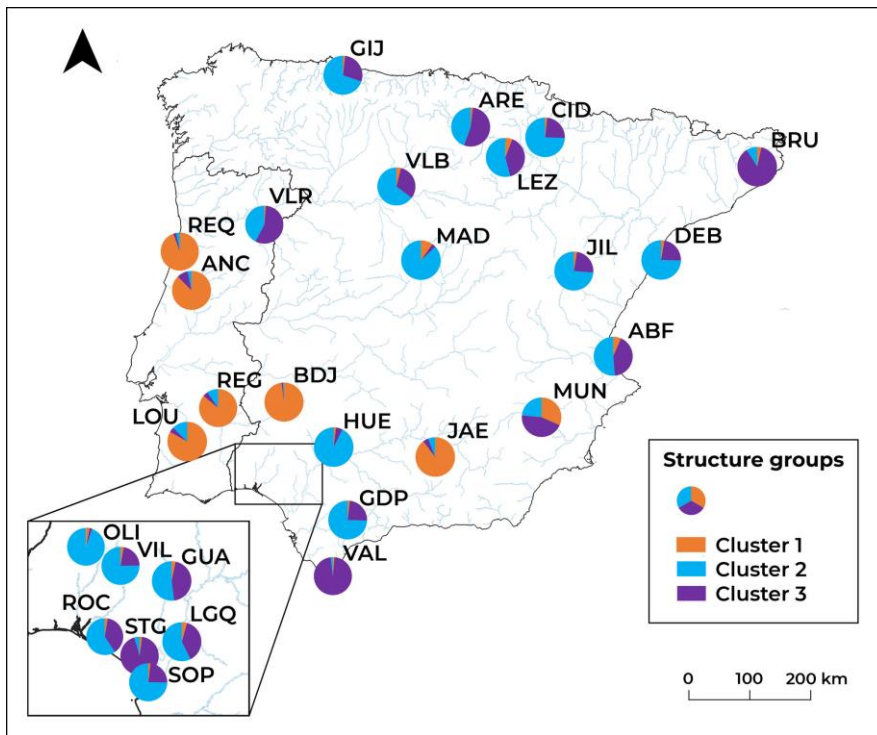 GIJ
ARE
CID
BRU
LEZ
VLB
VLR
REQ
MAD
JIL
DEB
ANC
ABF
BDJ
REG
MUN
LOU
HUE
JAE
GDP
VAL
OLI
VIL
GUA
ROC
STG
LGQ
SOP
Structure groups
Cluster 1
Cluster 2
Cluster 3
0 100 200 km